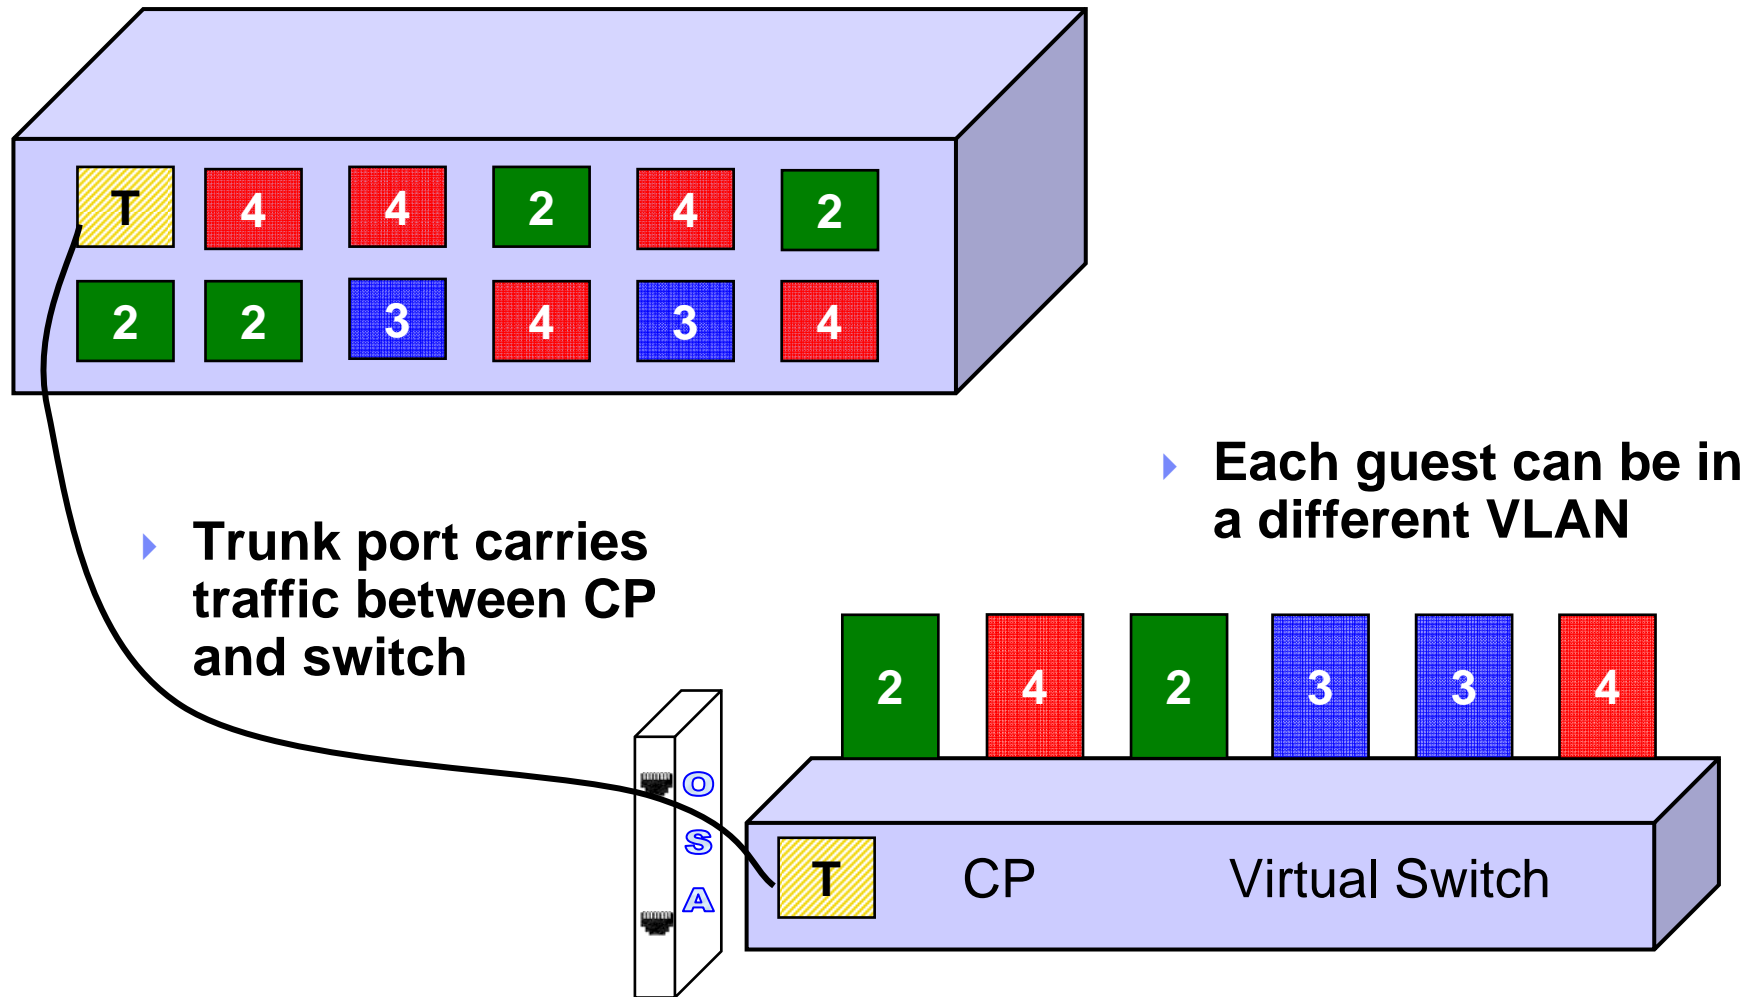 T 4 4 2 4 2
2 2 3 4 3 4
Each guest can be in
a different VLAN
Trunk port carries
traffic between CP
and switch
2 4 2 3 3 4
O
S
A
T CP Virtual Switch